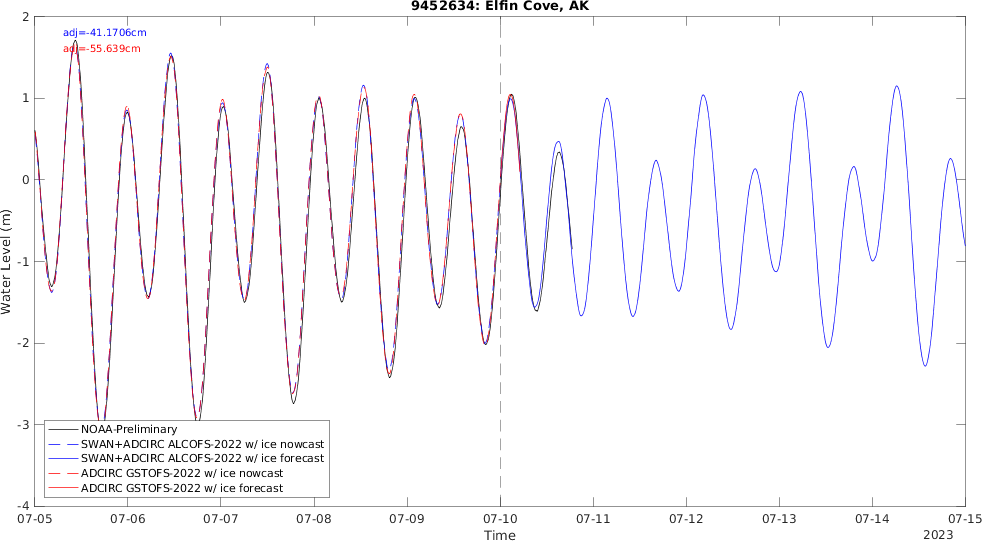 9452634: Elfin Cove, AK
adj=-41.1706cm
adj=-55.639cm
2
1
0
-1
-2
-3
-4
Water Level (m)
NOAA-Preliminary
SWAN+ADCIRC ALCOFS-2022 w/ ice nowcast
SWAN+ADCIRC ALCOFS-2022 w/ ice forecast
ADCIRC GSTOFS-2022 w/ ice nowcast
ADCIRC GSTOFS-2022 w/ ice forecast
07-05 07-06 07-07 07-08 07-09 07-10 07-11 07-12 07-13 07-14 07-15
Time
2023